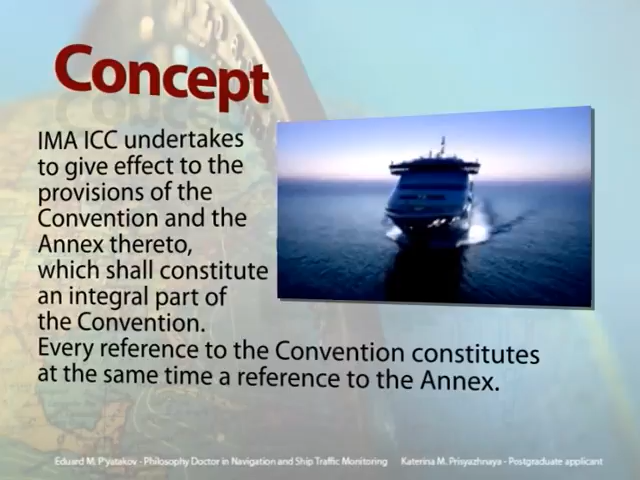 Concept
IMA ICC undertakes
to give effect to the
provisions of the
Convention and the
Annex thereto,
which shall constitute
an integral part of
the Convention.
Every reference to the Convention constitutes
at the same time a reference to the Annex.
Eduard M. P'yatakov - Philosophy Doctor in Navigation and Ship Traffic Monitoring Katerina M. Prisyazhnaya - Postgraduate applicant